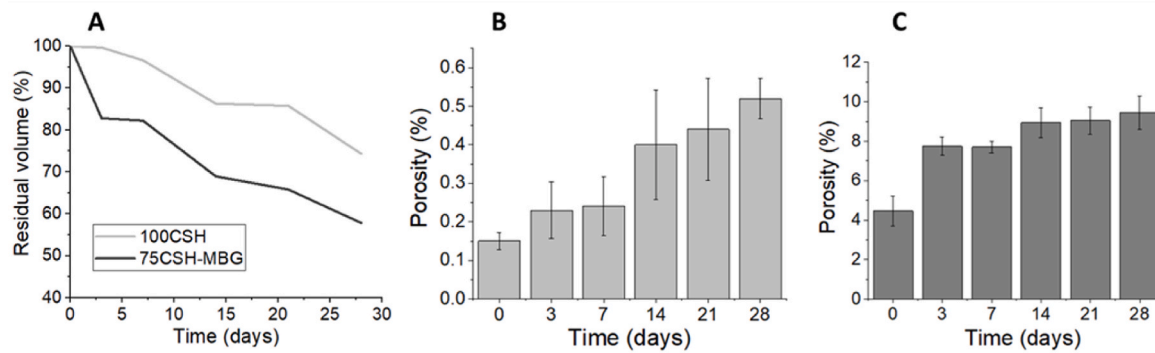 A
Residual volume (%)
100
90
80
70
60
50
40
100CSH
75CSH-MBG
0 5 10 15 20 25 30
Time (days)
B
Porosity (%)
0.6
0.5
0.4
0.3
0.2
0.1
0.0
0 3 7 14 21 28
Time (days)
C
Porosity (%)
12
10
8
6
4
2
0
0 3 7 14 21 28
Time (days)